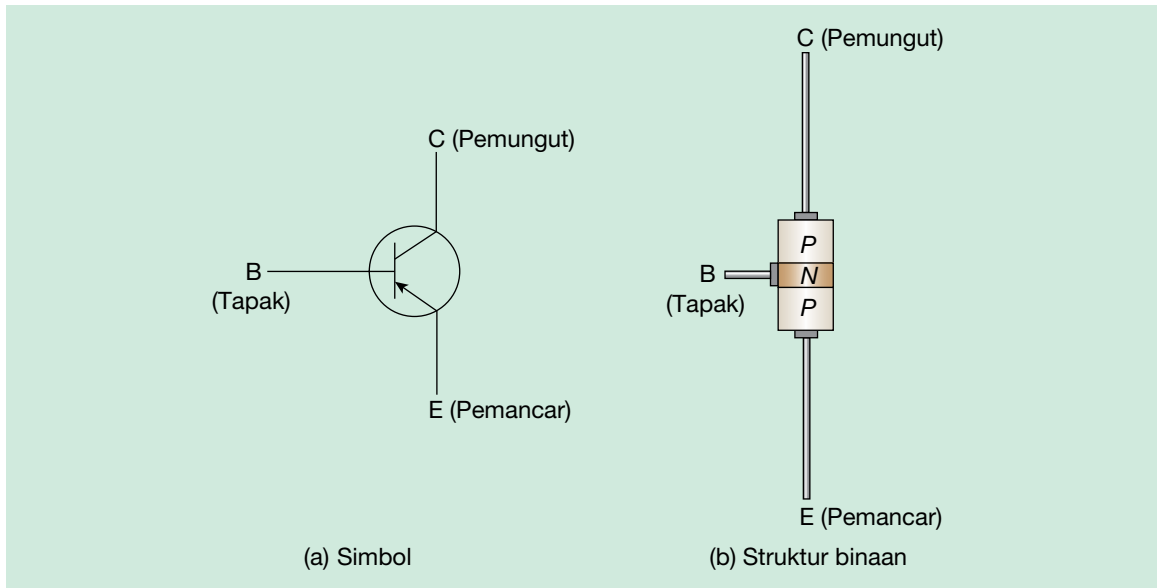 C (Pemungut)
B
(Tapak)
E (Pemancar)
(a) Simbol
C (Pemungut)
P
N
P
B
(Tapak)
E (Pemancar)
(b) Struktur binaan